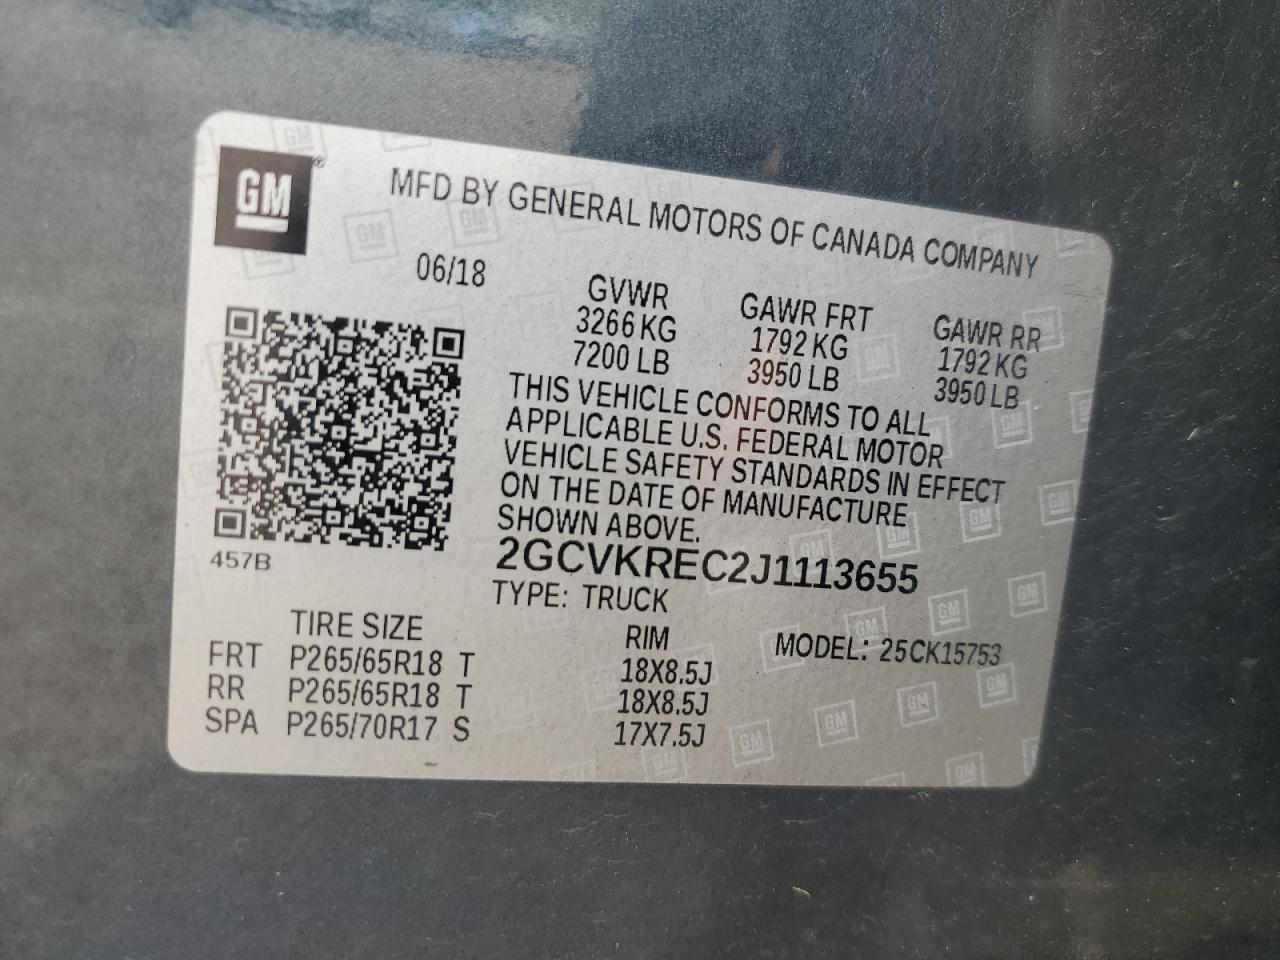 GM
MFD BY GENERAL MOTORS OF CANADA COMPANY
06/18
GVWR GAWR FRT GAWR RR
3266 KG 1792 KG 1792 KG
7200 LB 3950 LB 3950 LB
THIS VEHICLE CONFORMS TO ALL
APPLICABLE U.S. FEDERAL MOTOR
VEHICLE SAFETY STANDARDS IN EFFECT
ON THE DATE OF MANUFACTURE
SHOWN ABOVE.
457B
2GCVKREC2J1113655
TYPE: TRUCK
TIRE SIZE RIM MODEL: 25CK15753
FRT P265/65R18 T 18X8.5J
RR P265/65R18 T 18X8.5J
SPA P265/70R17 S 17X7.5J